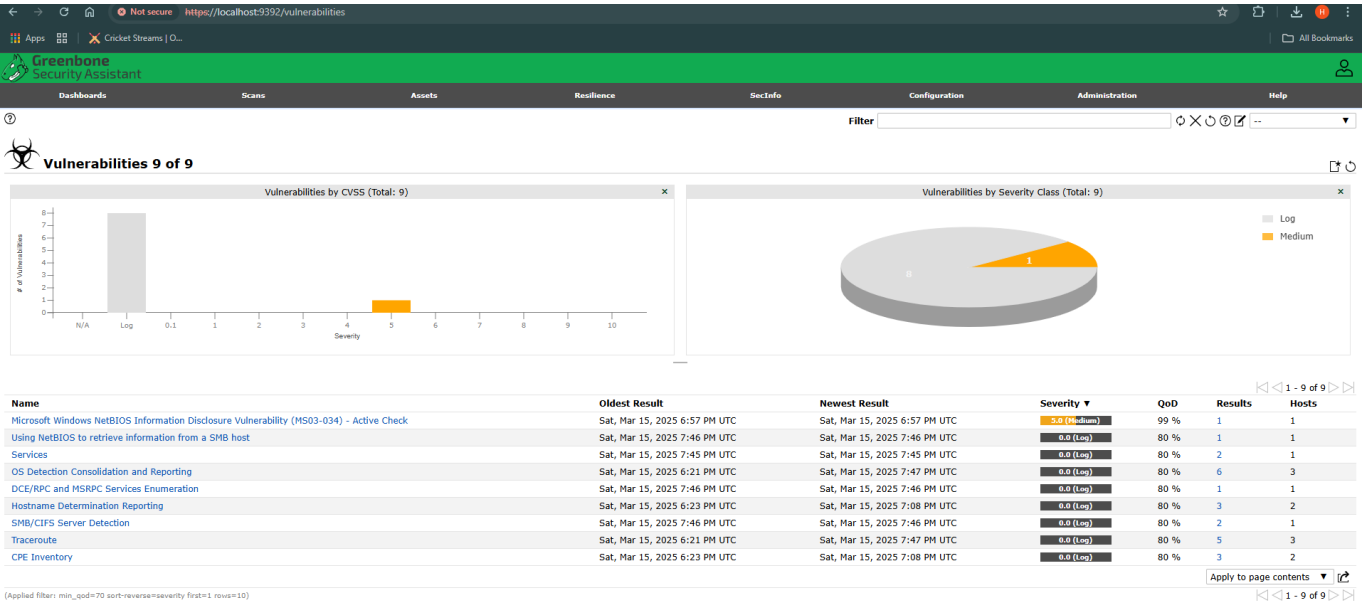 Not secure https://localhost:9392/vulnerabilities
H
Apps Cricket Streams | O...
All Bookmarks
Greenbone
Security Assistant
Dashboards Scans Assets Resilience SecInfo Configuration Administration Help
Filter --
Vulnerabilities 9 of 9
Vulnerabilities by CVSS (Total: 9)
8
7
6
5
4
3
2
1
0
# of Vulnerabilities
N/A Log 0.1 1 2 3 4 5 6 7 8 9 10
Severity
Vulnerabilities by Severity Class (Total: 9)
Log
Medium
1
8
1 - 9 of 9
Name Oldest Result Newest Result Severity ▼ QoD Results Hosts
Microsoft Windows NetBIOS Information Disclosure Vulnerability (MS03-034) - Active Check Sat, Mar 15, 2025 6:57 PM UTC Sat, Mar 15, 2025 6:57 PM UTC 5.0 (Medium) 99 % 1 1
Using NetBIOS to retrieve information from a SMB host Sat, Mar 15, 2025 7:46 PM UTC Sat, Mar 15, 2025 7:46 PM UTC 0.0 (Log) 80 % 1 1
Services Sat, Mar 15, 2025 7:45 PM UTC Sat, Mar 15, 2025 7:45 PM UTC 0.0 (Log) 80 % 2 1
OS Detection Consolidation and Reporting Sat, Mar 15, 2025 6:21 PM UTC Sat, Mar 15, 2025 7:47 PM UTC 0.0 (Log) 80 % 6 3
DCE/RPC and MSRPC Services Enumeration Sat, Mar 15, 2025 7:46 PM UTC Sat, Mar 15, 2025 7:46 PM UTC 0.0 (Log) 80 % 1 1
Hostname Determination Reporting Sat, Mar 15, 2025 6:23 PM UTC Sat, Mar 15, 2025 7:08 PM UTC 0.0 (Log) 80 % 3 2
SMB/CIFS Server Detection Sat, Mar 15, 2025 7:46 PM UTC Sat, Mar 15, 2025 7:46 PM UTC 0.0 (Log) 80 % 2 1
Traceroute Sat, Mar 15, 2025 6:21 PM UTC Sat, Mar 15, 2025 7:47 PM UTC 0.0 (Log) 80 % 5 3
CPE Inventory Sat, Mar 15, 2025 6:23 PM UTC Sat, Mar 15, 2025 7:08 PM UTC 0.0 (Log) 80 % 3 2
Apply to page contents ▼
(Applied filter: min_qod=70 sort-reverse=severity first=1 rows=10)
1 - 9 of 9